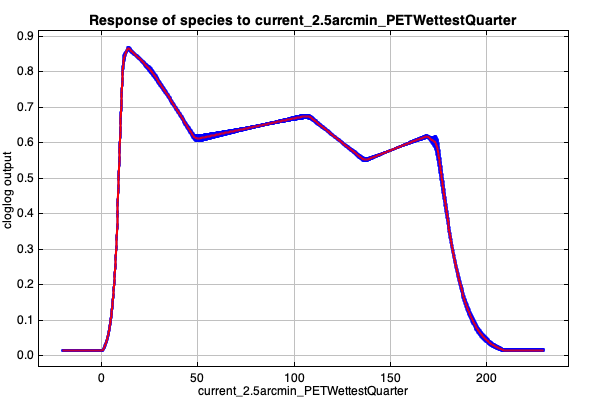 Response of species to current_2.5arcmin_PETWettestQuarter
0.9
0.8
0.7
0.6
0.5
0.4
0.3
0.2
0.1
0.0
cloglog output
0 50 100 150 200
current_2.5arcmin_PETWettestQuarter